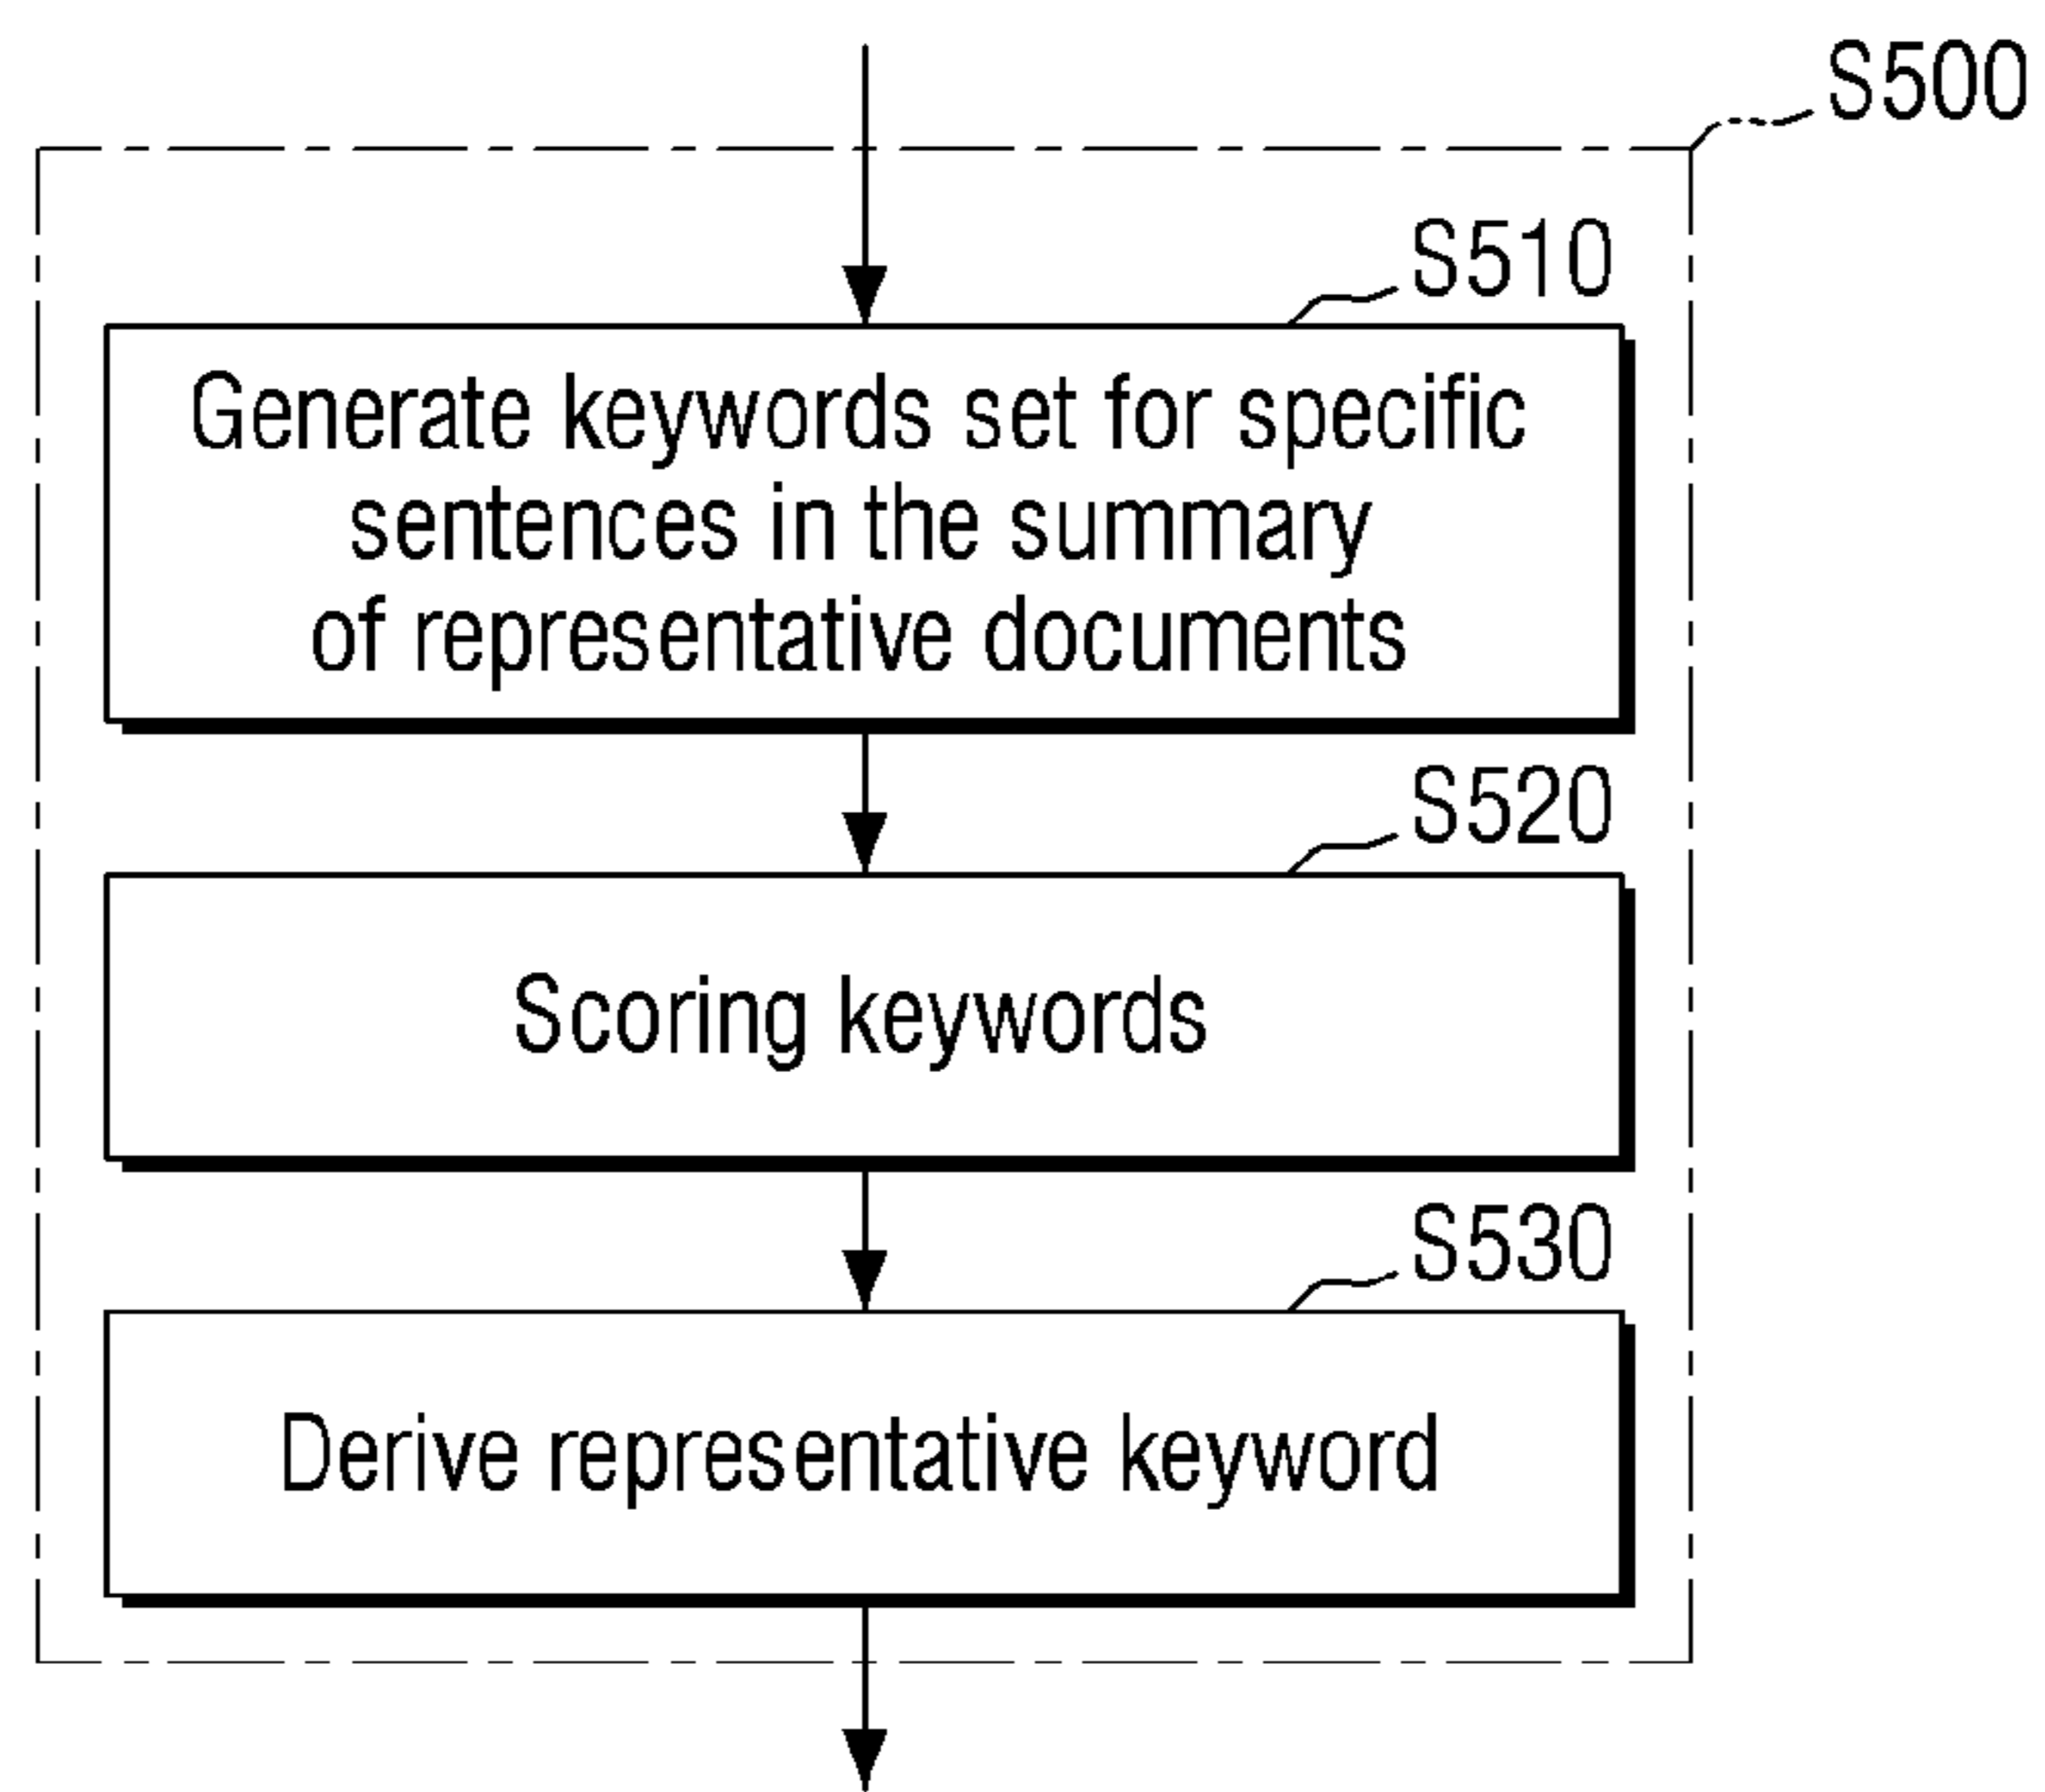 S500
S510
Generate keywords set for specific
sentences in the summary
of representative documents
S520
Scoring keywords
S530
Derive representative keyword